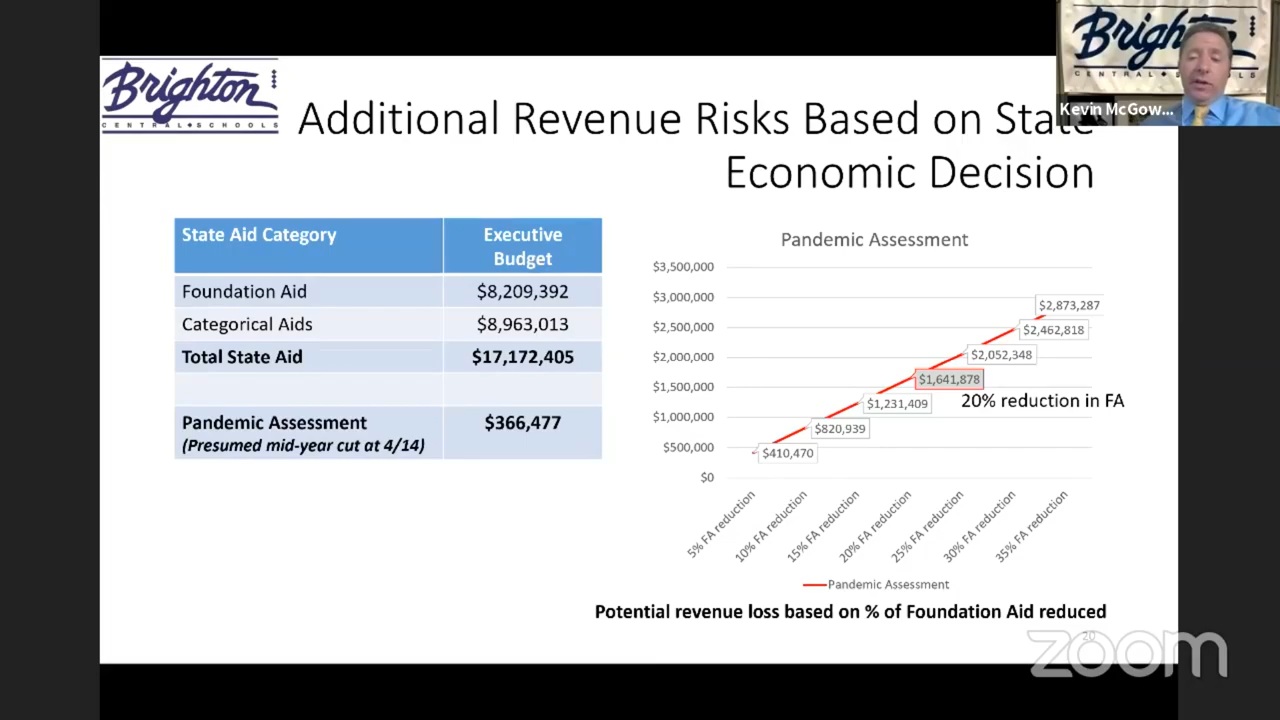 Brighton
CENTRAL SCHOOLS
Brighton
CENTRAL SCHOOLS
Kevin McGow...
Additional Revenue Risks Based on State
Economic Decision
State Aid Category Executive Budget
Foundation Aid $8,209,392
Categorical Aids $8,963,013
Total State Aid $17,172,405
Pandemic Assessment $366,477
(Presumed mid-year cut at 4/14)
Pandemic Assessment
$3,500,000
$3,000,000
$2,500,000
$2,000,000
$1,500,000
$1,000,000
$500,000
$0
$2,873,287
$2,462,818
$2,052,348
$1,641,878
20% reduction in FA
$1,231,409
$820,939
$410,470
5% FA reduction
10% FA reduction
15% FA reduction
20% FA reduction
25% FA reduction
30% FA reduction
35% FA reduction
Pandemic Assessment
Potential revenue loss based on % of Foundation Aid reduced
20
zoom